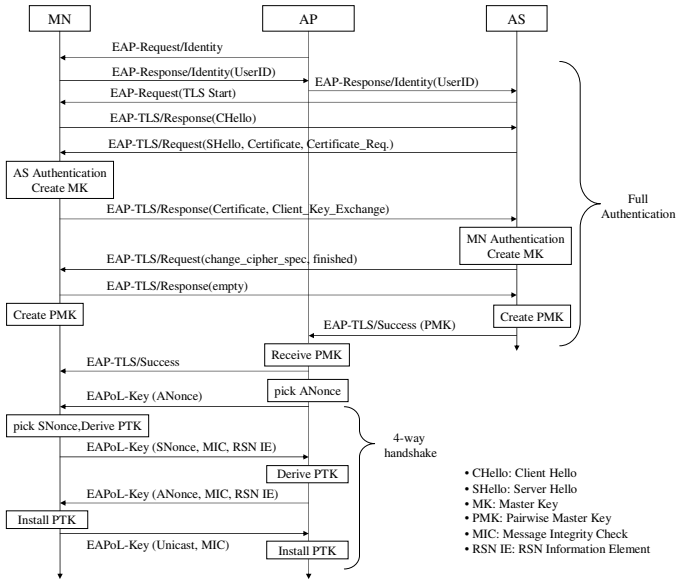 MN
AP
AS
EAP-Request/Identity
EAP-Response/Identity(UserID)
EAP-Response/Identity(UserID)
EAP-Request(TLS Start)
EAP-TLS/Response(CHello)
EAP-TLS/Request(SHello, Certificate, Certificate_Req.)
AS Authentication
Create MK
EAP-TLS/Response(Certificate, Client_Key_Exchange)
Full
Authentication
MN Authentication
Create MK
EAP-TLS/Request(change_cipher_spec, finished)
EAP-TLS/Response(empty)
Create PMK
Create PMK
EAP-TLS/Success (PMK)
Receive PMK
EAP-TLS/Success
pick ANonce
EAPoL-Key (ANonce)
pick SNonce,Derive PTK
4-way
handshake
EAPoL-Key (SNonce, MIC, RSN IE)
Derive PTK
EAPoL-Key (ANonce, MIC, RSN IE)
Install PTK
EAPoL-Key (Unicast, MIC)
Install PTK
• CHello: Client Hello
• SHello: Server Hello
• MK: Master Key
• PMK: Pairwise Master Key
• MIC: Message Integrity Check
• RSN IE: RSN Information Element